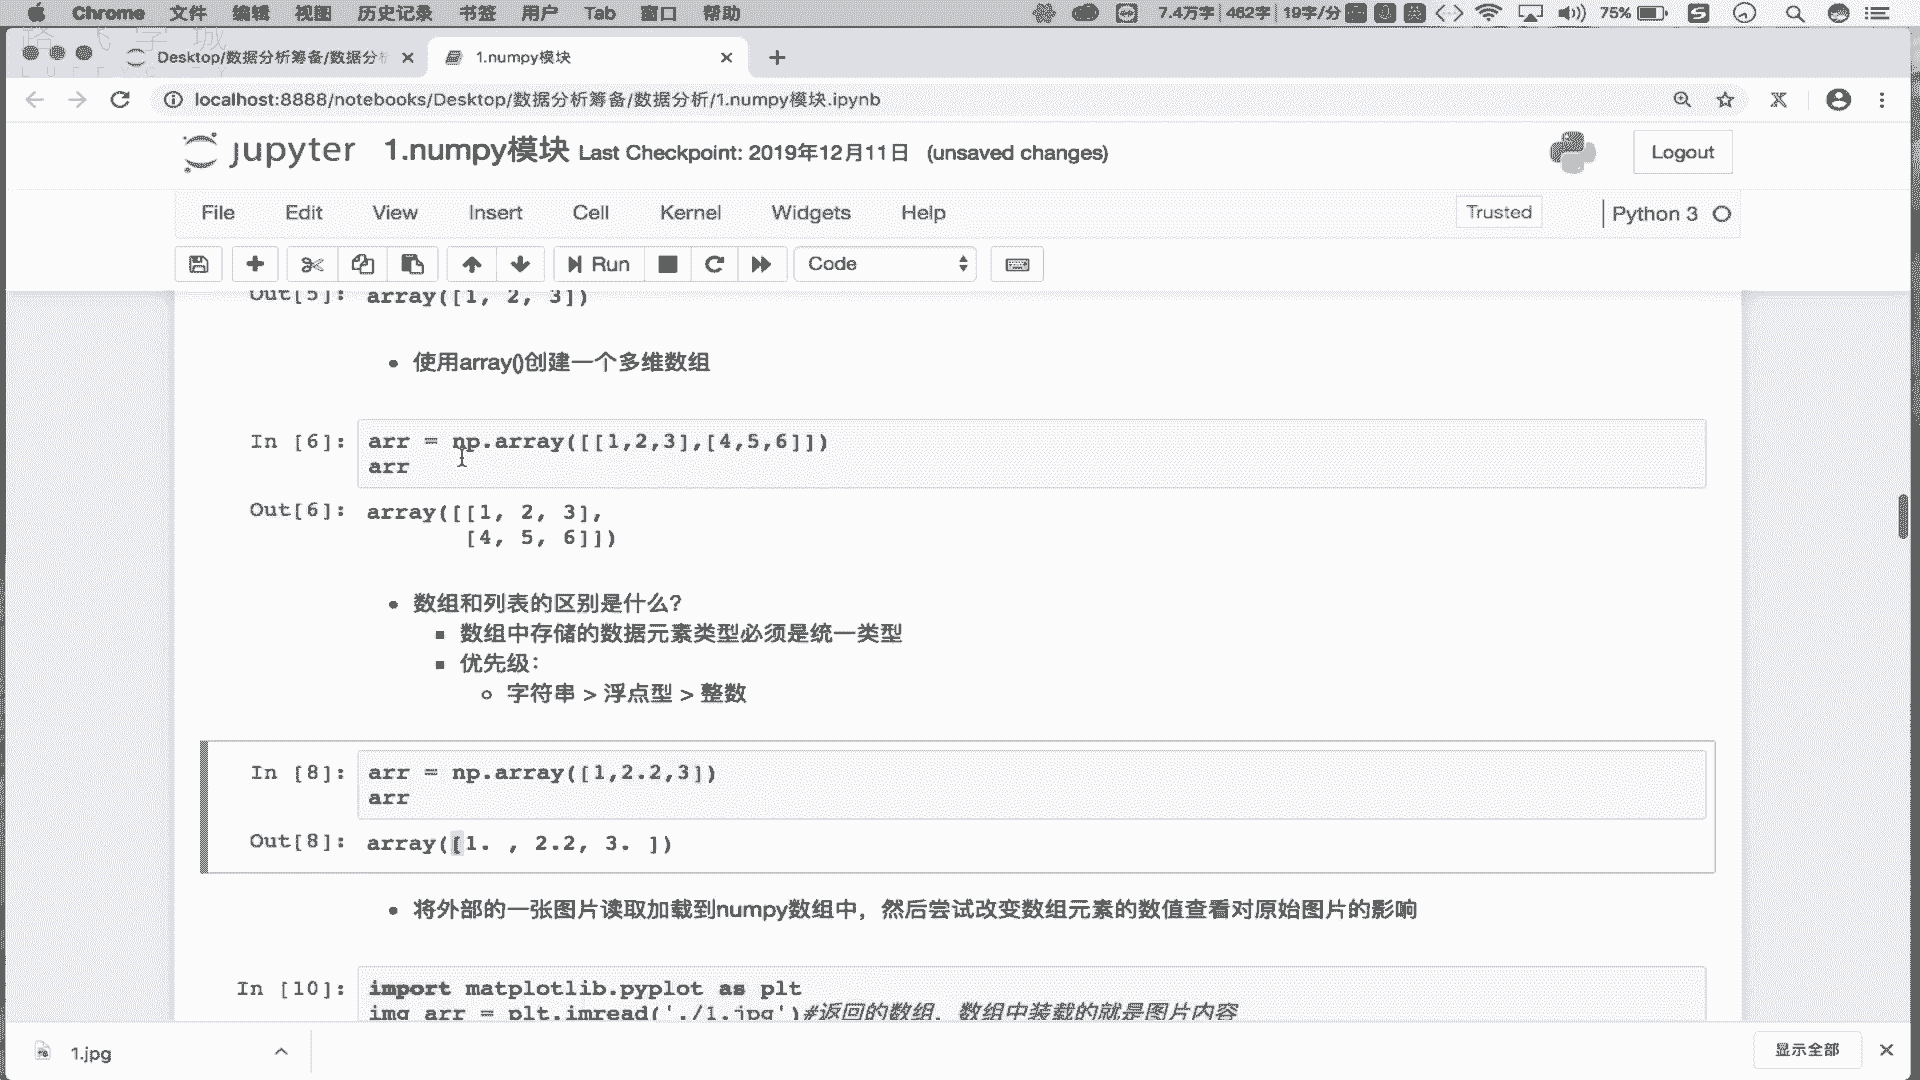 Chrome 文件 编辑 视图 历史记录 书签 用户 Tab 窗口 帮助 7.4万字 462字 19字/分 75%
Desktop/数据分析筹备/数据分析 1.numpy模块
localhost:8888/notebooks/Desktop/数据分析筹备/数据分析/1.numpy模块.ipynb
jupyter 1.numpy模块 Last Checkpoint: 2019年12月11日 (unsaved changes) Logout
File Edit View Insert Cell Kernel Widgets Help Trusted Python 3
Run Code
Out[5]: array([1, 2, 3])
使用array()创建一个多维数组
In [6]: arr = np.array([[1,2,3],[4,5,6]])
arr
Out[6]: array([[1, 2, 3],
[4, 5, 6]])
数组和列表的区别是什么?
数组中存储的数据元素类型必须是统一类型
优先级:
字符串 > 浮点型 > 整数
In [8]: arr = np.array([1,2.2,3])
arr
Out[8]: array([1. , 2.2, 3. ])
将外部的一张图片读取加载到numpy数组中，然后尝试改变数组元素的数值查看对原始图片的影响
In [10]: import matplotlib.pyplot as plt
img_arr = plt.imread('./1.jpg')#返回的数组，数组中装载的就是图片内容
1.jpg 显示全部